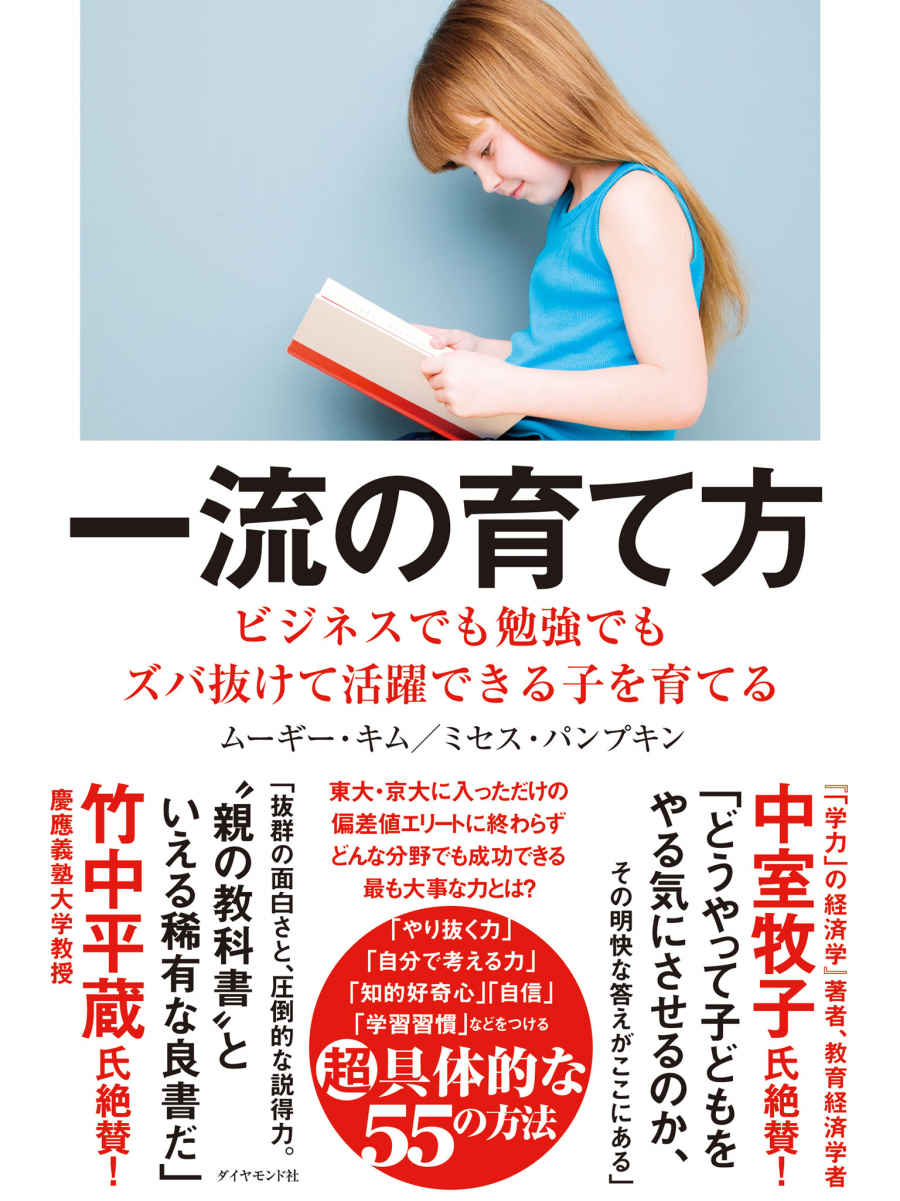 一流の育て方
ビジネスでも勉強でも
ズバ抜けて活躍できる子を育てる
ムーギー・キム／ミセス・パンプキン
『「学力」の経済学』著者、教育経済学者
中室牧子氏絶賛！
「どうやって子どもを
やる気にさせるのか、
その明快な答えがここにある」
東大・京大に入っただけの
偏差値エリートに終わらず
どんな分野でも成功できる
最も大事な力とは？
「やり抜く力」
「自分で考える力」
「知的好奇心」「自信」
「学習習慣」などをつける
超具体的な
55の方法
「抜群の面白さと、圧倒的な説得力。
〝親の教科書〟と
いえる稀有な良書だ」
竹中平蔵氏絶賛！
慶應義塾大学教授
ダイヤモンド社